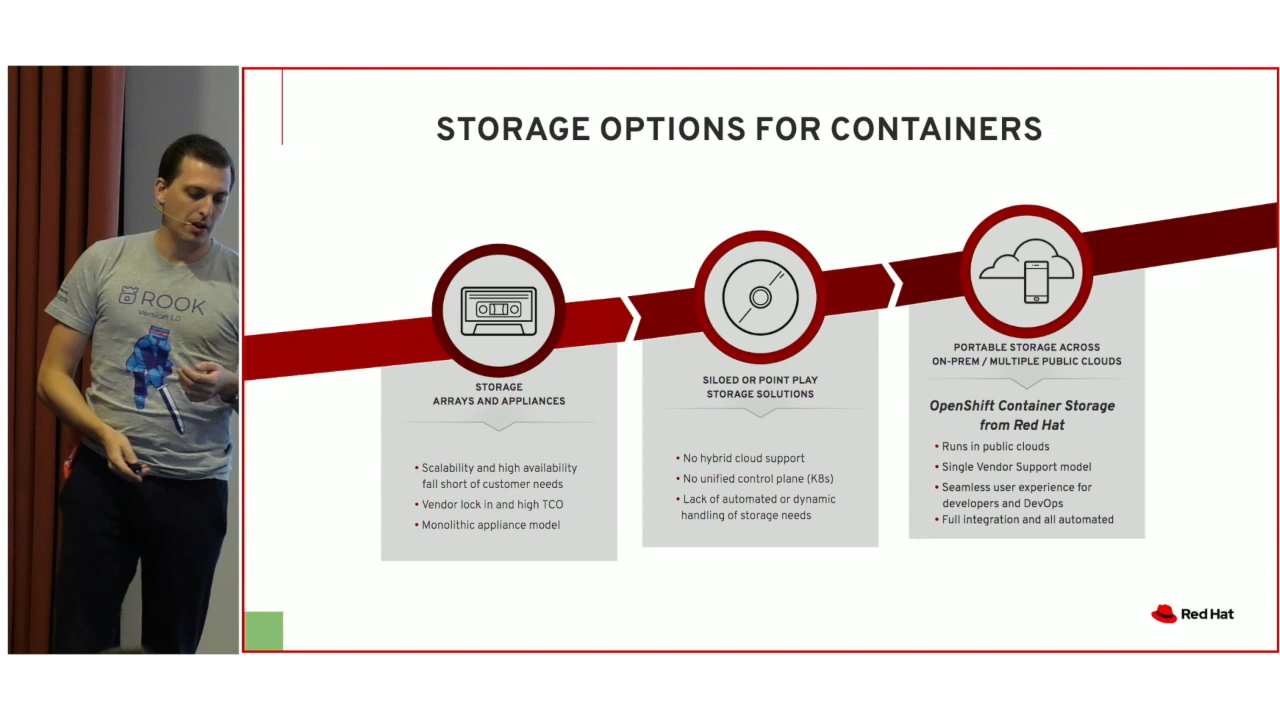 ROOK
Version 1.0
STORAGE OPTIONS FOR CONTAINERS
STORAGE
ARRAYS AND APPLIANCES
• Scalability and high availability
fall short of customer needs
• Vendor lock in and high TCO
• Monolithic appliance model
SILOED OR POINT PLAY
STORAGE SOLUTIONS
• No hybrid cloud support
• No unified control plane (K8s)
• Lack of automated or dynamic
handling of storage needs
PORTABLE STORAGE ACROSS
ON-PREM / MULTIPLE PUBLIC CLOUDS
OpenShift Container Storage
from Red Hat
• Runs in public clouds
• Single Vendor Support model
• Seamless user experience for
developers and DevOps
• Full integration and all automated
Red Hat